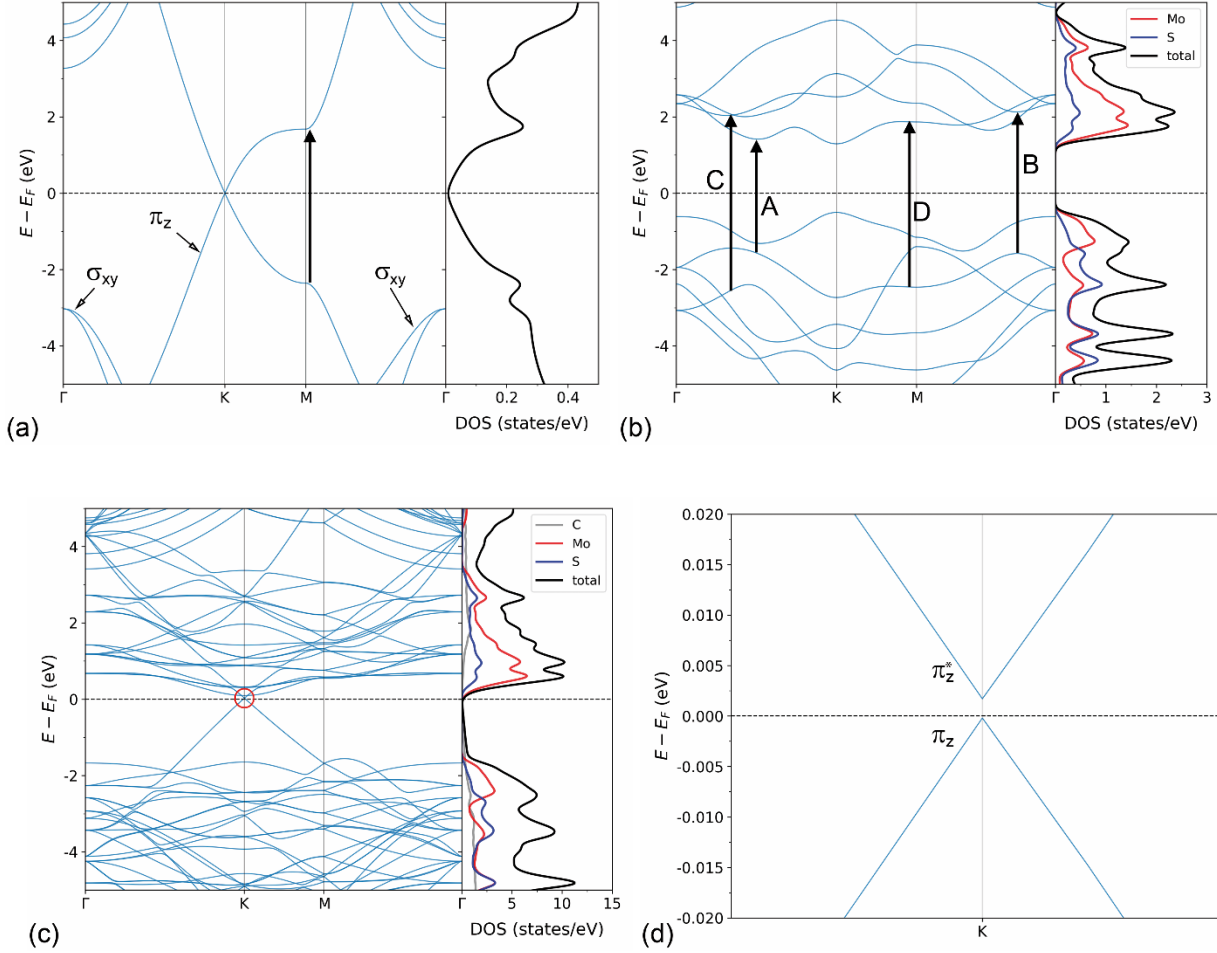 4
2
0
-2
-4
E − E_F (eV)
π_z
σ_xy
σ_xy
Γ
K
M
Γ
0.2
0.4
DOS (states/eV)
(a)
4
2
0
-2
-4
E − E_F (eV)
C
A
D
B
Mo
S
total
Γ
K
M
Γ
1
2
3
DOS (states/eV)
(b)
4
2
0
-2
-4
E − E_F (eV)
C
Mo
S
total
Γ
K
M
Γ
5
10
15
DOS (states/eV)
(c)
0.020
0.015
0.010
0.005
0.000
-0.005
-0.010
-0.015
-0.020
E − E_F (eV)
π*_z
π_z
K
(d)